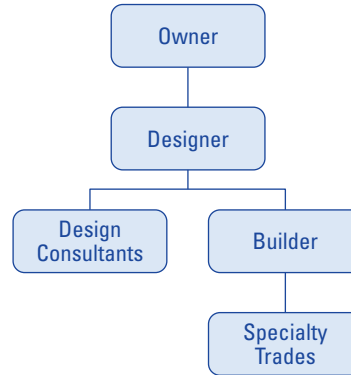 Owner
Designer
Design
Consultants
Builder
Specialty
Trades